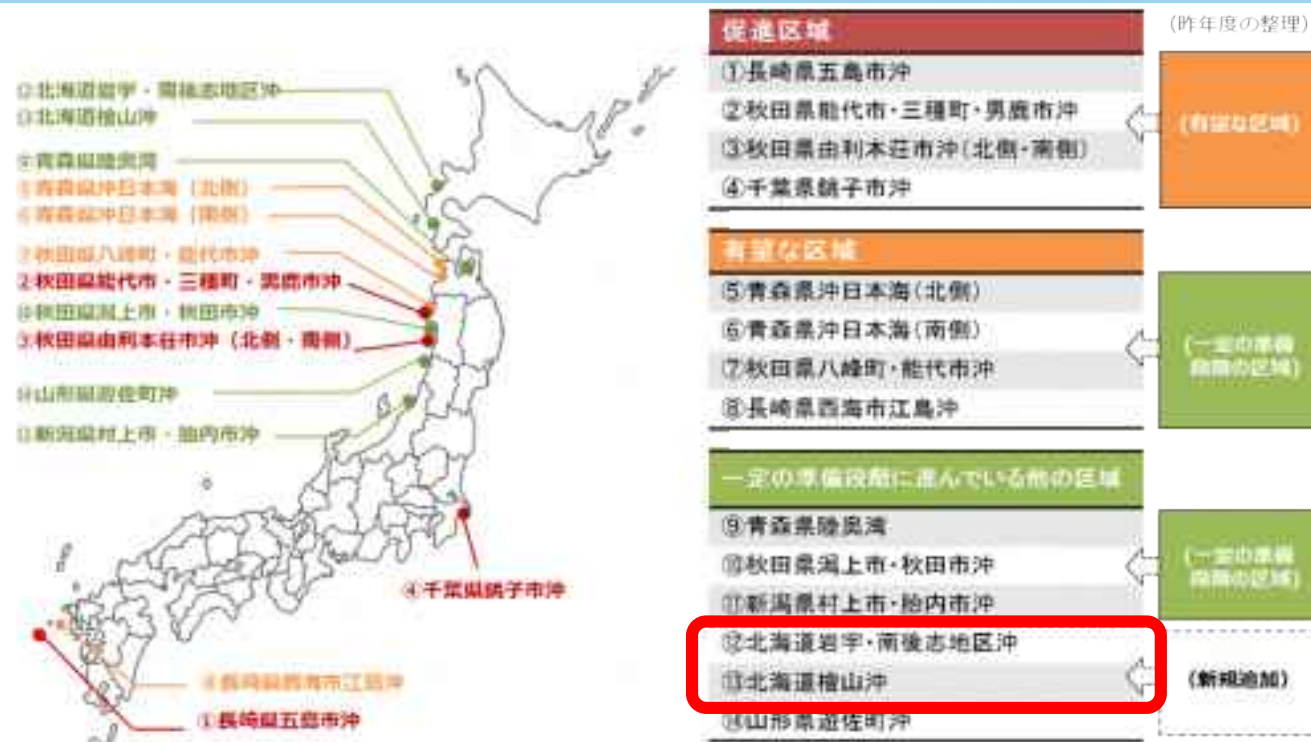 ⑫北海道岩宇・南後志地区沖
⑬北海道檜山沖
⑨青森県陸奥湾
⑤青森県沖日本海（北側）
⑥青森県沖日本海（南側）
⑦秋田県八峰町・能代市沖
②秋田県能代市・三種町・男鹿市沖
⑩秋田県潟上市・秋田市沖
③秋田県由利本荘市沖（北側・南側）
⑭山形県遊佐町沖
⑪新潟県村上市・胎内市沖
④千葉県銚子市沖
⑧長崎県西海市江島沖
①長崎県五島市沖
(昨年度の整理)
促進区域
①長崎県五島市沖
②秋田県能代市・三種町・男鹿市沖
③秋田県由利本荘市沖(北側・南側)
④千葉県銚子市沖
(有望な区域)
有望な区域
⑤青森県沖日本海(北側)
⑥青森県沖日本海(南側)
⑦秋田県八峰町・能代市沖
⑧長崎県西海市江島沖
(一定の準備
段階の区域)
一定の準備段階に進んでいる他の区域
⑨青森県陸奥湾
⑩秋田県潟上市・秋田市沖
⑪新潟県村上市・胎内市沖
⑫北海道岩宇・南後志地区沖
⑬北海道檜山沖
⑭山形県遊佐町沖
(一定の準備
段階の区域)
(新規追加)